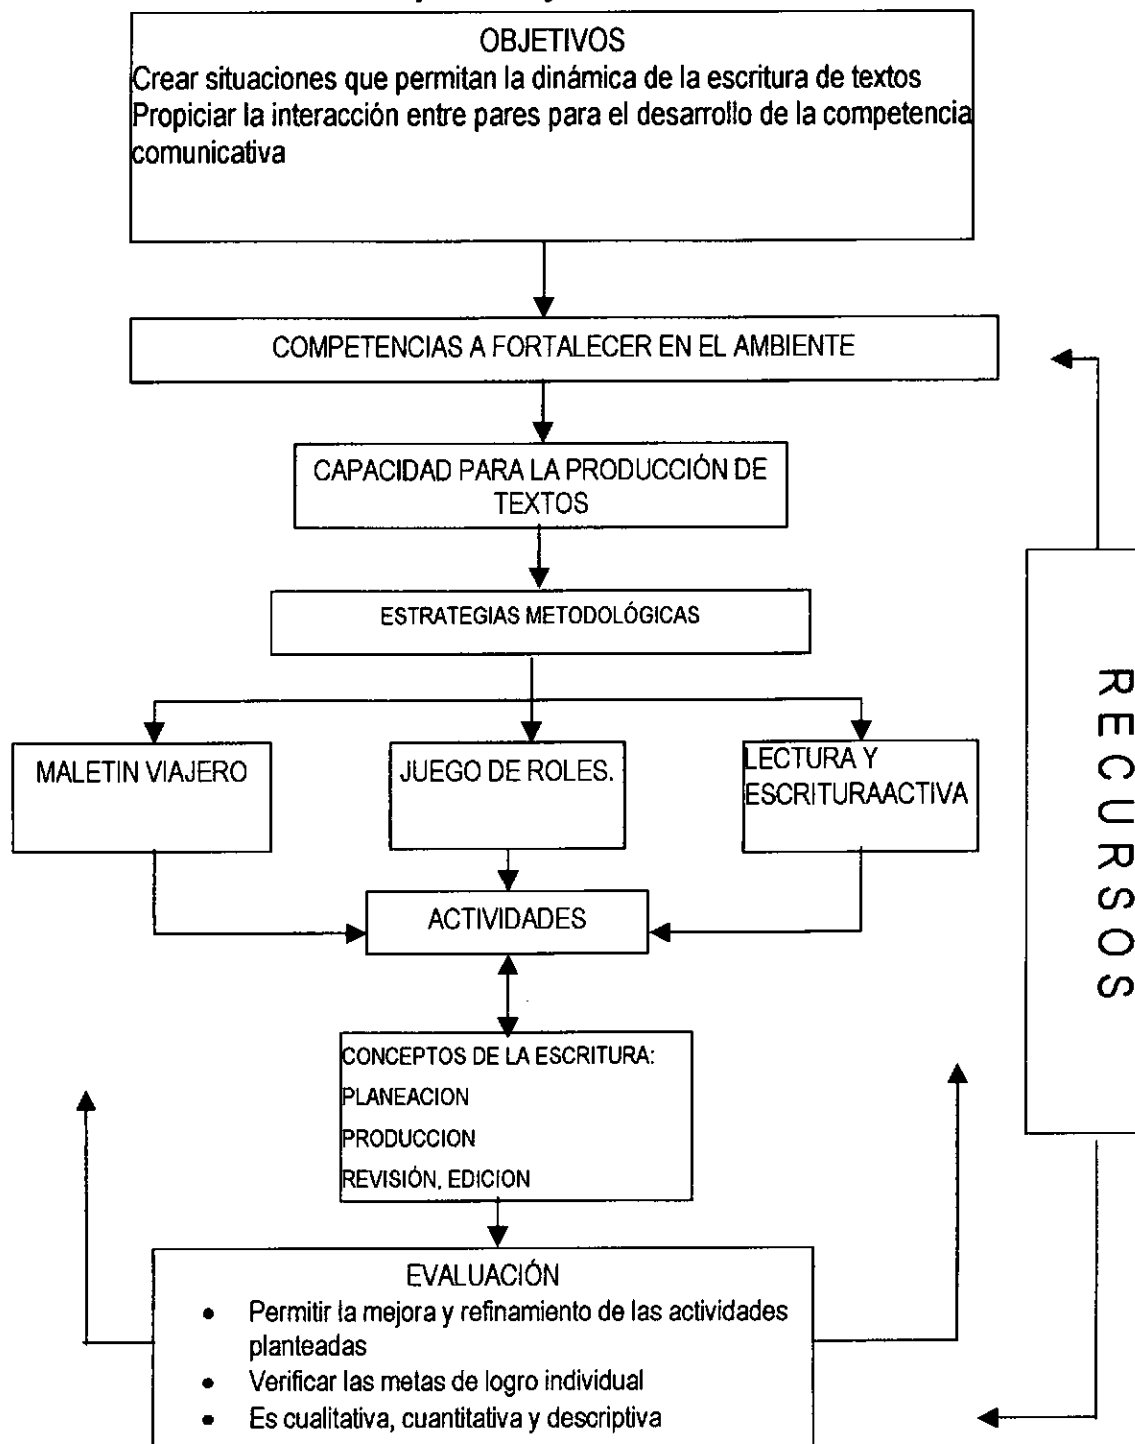 OBJETIVOS
Crear situaciones que permitan la dinámica de la escritura de textos
Propiciar la interacción entre pares para el desarrollo de la competencia
comunicativa
COMPETENCIAS A FORTALECER EN EL AMBIENTE
CAPACIDAD PARA LA PRODUCCIÓN DE
TEXTOS
ESTRATEGIAS METODOLÓGICAS
MALETIN VIAJERO
JUEGO DE ROLES.
LECTURA Y
ESCRITURAACTIVA
RECURSOS
ACTIVIDADES
CONCEPTOS DE LA ESCRITURA:
PLANEACION
PRODUCCION
REVISIÓN, EDICION
EVALUACIÓN
• Permitir la mejora y refinamiento de las actividades
planteadas
• Verificar las metas de logro individual
• Es cualitativa, cuantitativa y descriptiva